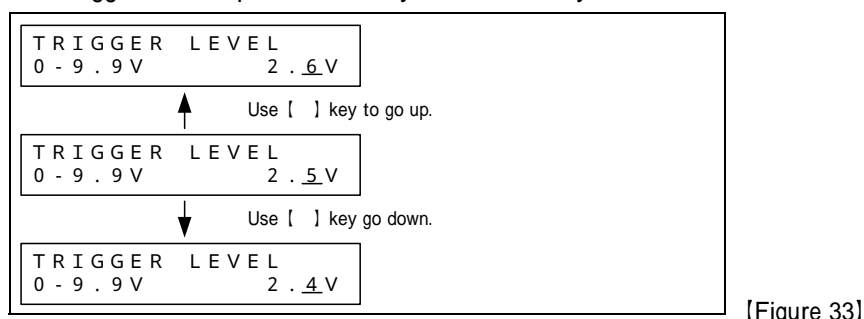 TRIGGER LEVEL
0-9.9V 2.6V
Use【 】key to go up.
TRIGGER LEVEL
0-9.9V 2.5V
Use【 】key go down.
TRIGGER LEVEL
0-9.9V 2.4V
【Figure 33】